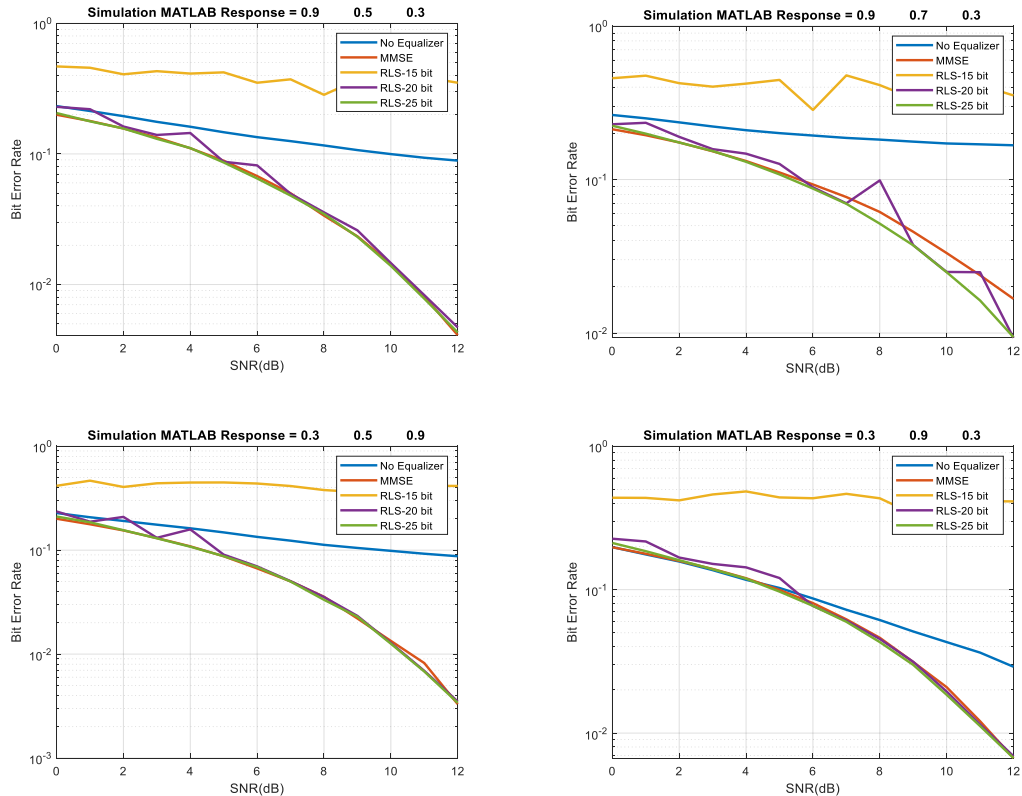 Simulation MATLAB Response = 0.9 0.5 0.3
10^0
10^-1
10^-2
Bit Error Rate
No Equalizer
MMSE
RLS-15 bit
RLS-20 bit
RLS-25 bit
0 2 4 6 8 10 12
SNR(dB)
Simulation MATLAB Response = 0.9 0.7 0.3
10^0
10^-1
10^-2
Bit Error Rate
No Equalizer
MMSE
RLS-15 bit
RLS-20 bit
RLS-25 bit
0 2 4 6 8 10 12
SNR(dB)
Simulation MATLAB Response = 0.3 0.5 0.9
10^0
10^-1
10^-2
10^-3
Bit Error Rate
No Equalizer
MMSE
RLS-15 bit
RLS-20 bit
RLS-25 bit
0 2 4 6 8 10 12
SNR(dB)
Simulation MATLAB Response = 0.3 0.9 0.3
10^0
10^-1
10^-2
Bit Error Rate
No Equalizer
MMSE
RLS-15 bit
RLS-20 bit
RLS-25 bit
0 2 4 6 8 10 12
SNR(dB)